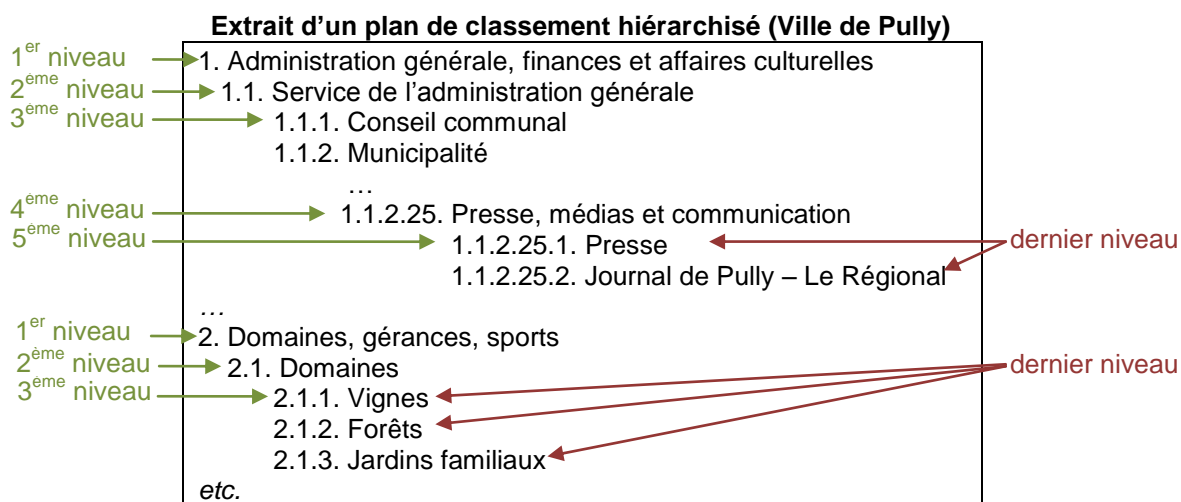 Extrait d’un plan de classement hiérarchisé (Ville de Pully)
1er niveau 1. Administration générale, finances et affaires culturelles
2ème niveau 1.1. Service de l’administration générale
3ème niveau 1.1.1. Conseil communal
1.1.2. Municipalité
…
4ème niveau 1.1.2.25. Presse, médias et communication
5ème niveau 1.1.2.25.1. Presse dernier niveau
1.1.2.25.2. Journal de Pully – Le Régional
…
1er niveau 2. Domaines, gérances, sports
2ème niveau 2.1. Domaines dernier niveau
3ème niveau 2.1.1. Vignes
2.1.2. Forêts
2.1.3. Jardins familiaux
etc.